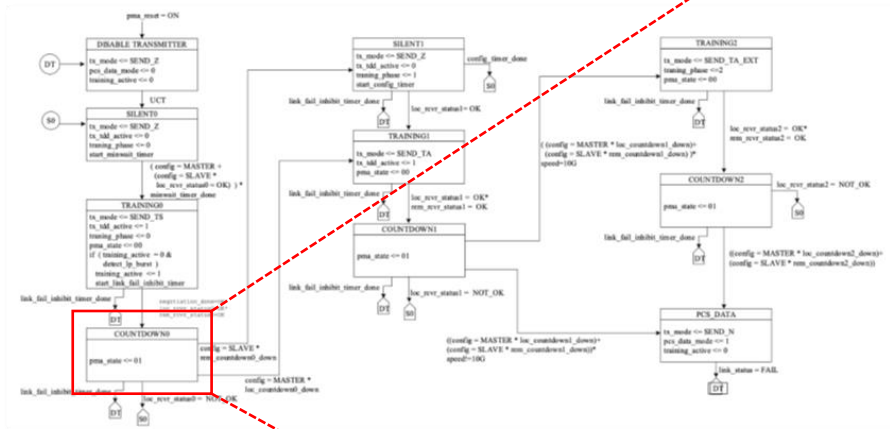 pma_reset = ON
DISABLE TRANSMITTER
tx_mode <= SEND_Z
pcs_data_mode <= 0
training_active <= 0
DT
UCT
S0
SILENT0
tx_mode <= SEND_Z
tx_tdd_active <= 0
traning_phase <= 0
start_minwait_timer
( config = MASTER +
(config = SLAVE *
loc_rcvr_status0= OK) ) *
minwait_timer_done
TRAINING0
tx_mode <= SEND_TS
tx_tdd_active <= 1
traning_phase <= 0
pma_state <= 00
if ( training_active = 0 &
detect_lp_burst )
training_active <= 1
start_link_fail_inhibit_timer
link_fail_inhibit_timer_done
DT
COUNTDOWN0
pma_state <= 01
config = SLAVE *
rem_countdown0_down
config = MASTER *
loc_countdown0_down
link_fail_inhibit_timer_done
DT
loc_rcvr_status0 = NOT_OK
S0
SILENT1
tx_mode <= SEND_Z
tx_tdd_active <= 0
traning_phase <= 1
start_config_timer
config_timer_done
S0
link_fail_inhibit_timer_done
DT
loc_rcvr_status1= OK
TRAINING1
tx_mode <= SEND_TA
tx_tdd_active <= 1
pma_state <= 00
link_fail_inhibit_timer_done
DT
loc_rcvr_status1 = OK*
rem_rcvr_status1 = OK
COUNTDOWN1
pma_state <= 01
link_fail_inhibit_timer_done
DT
loc_rcvr_status1 = NOT_OK
S0
( (config = MASTER * loc_countdown1_down)+
(config = SLAVE * rem_countdown1_down) )*
speed=10G
((config = MASTER * loc_countdown1_down)+
(config = SLAVE * rem_countdown1_down))*
speed!=10G
TRAINING2
tx_mode <= SEND_TA_EXT
traning_phase <=2
pma_state <= 00
link_fail_inhibit_timer_done
DT
loc_rcvr_status2 = OK*
rem_rcvr_status2 = OK
COUNTDOWN2
pma_state <= 01
loc_rcvr_status2 = NOT_OK
S0
link_fail_inhibit_timer_done
DT
((config = MASTER * loc_countdown2_down)+
(config = SLAVE * rem_countdown2_down))
PCS_DATA
tx_mode <= SEND_N
pcs_data_mode <= 1
training_active <= 0
link_status = FAIL
DT